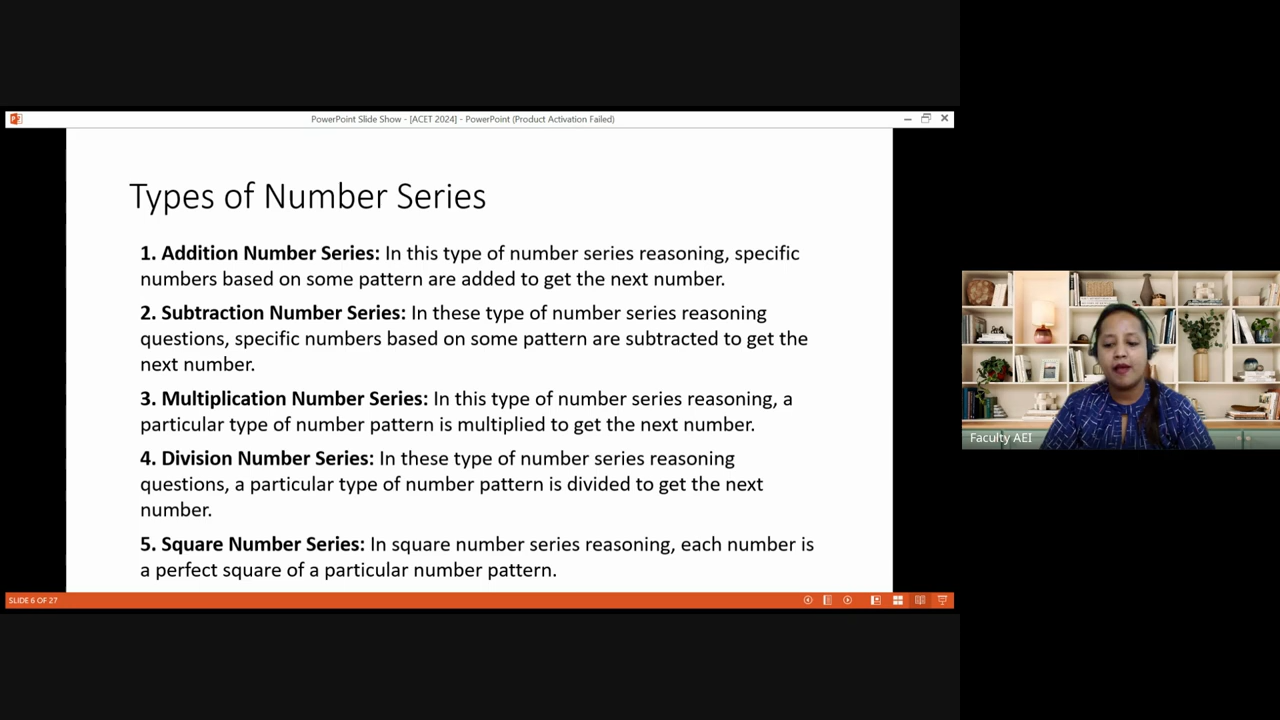 PowerPoint Slide Show - [ACET 2024] - PowerPoint (Product Activation Failed)
Types of Number Series
1. Addition Number Series: In this type of number series reasoning, specific
numbers based on some pattern are added to get the next number.
2. Subtraction Number Series: In these type of number series reasoning
questions, specific numbers based on some pattern are subtracted to get the
next number.
3. Multiplication Number Series: In this type of number series reasoning, a
particular type of number pattern is multiplied to get the next number.
4. Division Number Series: In these type of number series reasoning
questions, a particular type of number pattern is divided to get the next
number.
5. Square Number Series: In square number series reasoning, each number is
a perfect square of a particular number pattern.
SLIDE 6 OF 27
Faculty AEI